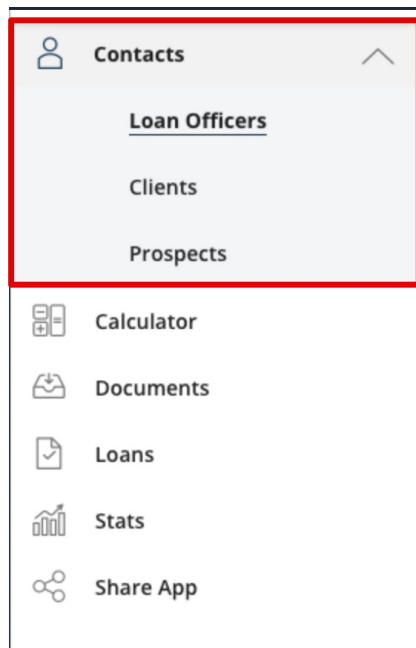 Contacts
Loan Officers
Clients
Prospects
Calculator
Documents
Loans
Stats
Share App